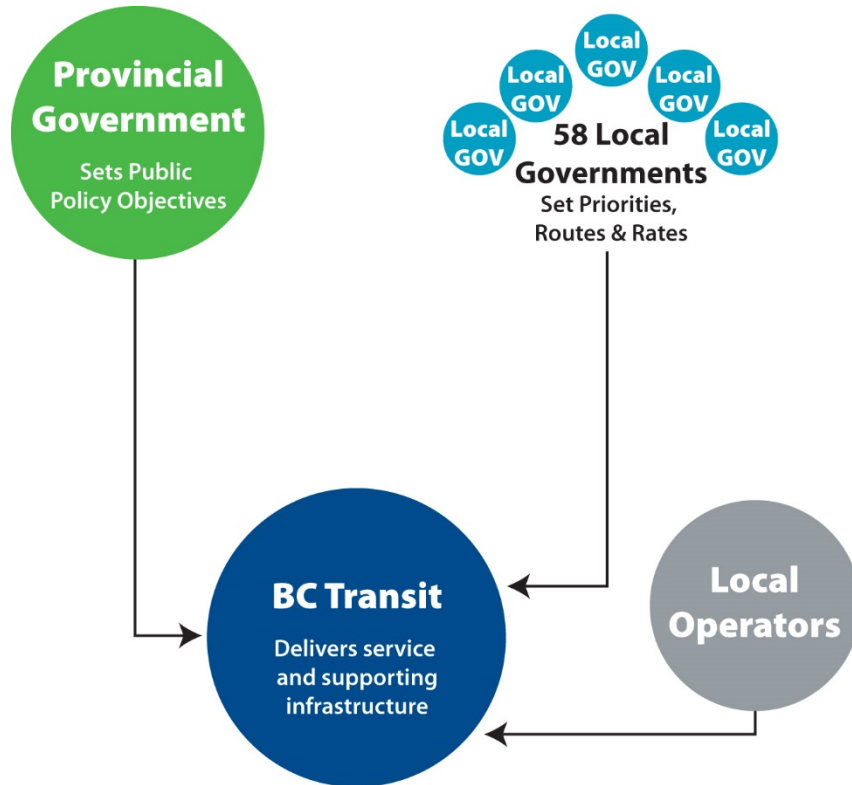 Provincial
Government
Sets Public
Policy Objectives
Local
GOV
Local
GOV
Local
GOV
Local
GOV
Local
GOV
58 Local
Governments
Set Priorities,
Routes & Rates
BC Transit
Delivers service
and supporting
infrastructure
Local
Operators